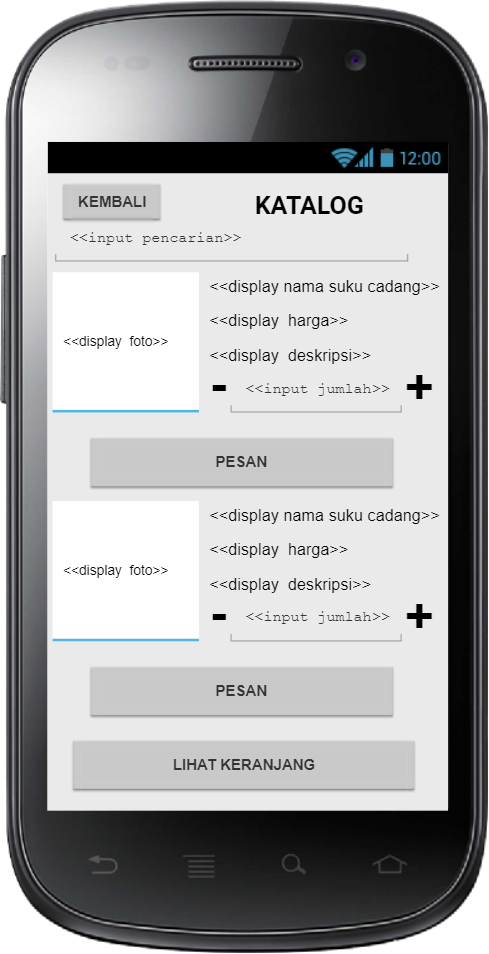 12:00
KEMBALI
KATALOG
<<input pencarian>>
<<display nama suku cadang>>
<<display harga>>
<<display foto>>
<<display deskripsi>>
- <<input jumlah>> +
PESAN
<<display nama suku cadang>>
<<display harga>>
<<display foto>>
<<display deskripsi>>
- <<input jumlah>> +
PESAN
LIHAT KERANJANG